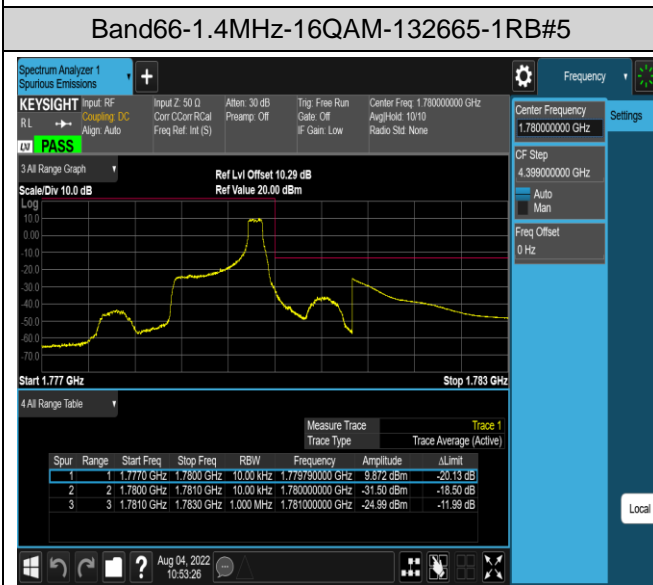 Band66-1.4MHz-16QAM-132665-1RB#5
Spectrum Analyzer 1
Spurious Emissions
Frequency
KEYSIGHT Input: RF Input Z: 50 Ω Atten: 30 dB Trig: Free Run Center Freq: 1.780000000 GHz
RL Coupling: DC Corr CCorr RCal Preamp: Off Gate: Off Avg|Hold: 10/10
Align: Auto Freq Ref: Int (S) IF Gain: Low Radio Std: None
LXI PASS
Center Frequency
1.780000000 GHz
Settings
CF Step
4.399000000 GHz
Auto
Man
Freq Offset
0 Hz
3 All Range Graph
Ref Lvl Offset 10.29 dB
Scale/Div 10.0 dB Ref Value 20.00 dBm
Log
10.0
0.00
-10.0
-20.0
-30.0
-40.0
-50.0
-60.0
-70.0
Start 1.777 GHz Stop 1.783 GHz
4 All Range Table
Measure Trace Trace 1
Trace Type Trace Average (Active)
Spur Range Start Freq Stop Freq RBW Frequency Amplitude ΔLimit
1 1 1.7770 GHz 1.7800 GHz 10.00 kHz 1.779790000 GHz 9.872 dBm -20.13 dB
2 2 1.7800 GHz 1.7810 GHz 10.00 kHz 1.780000000 GHz -31.50 dBm -18.50 dB
3 3 1.7810 GHz 1.7830 GHz 1.000 MHz 1.781000000 GHz -24.99 dBm -11.99 dB
Local
Aug 04, 2022
10:53:26